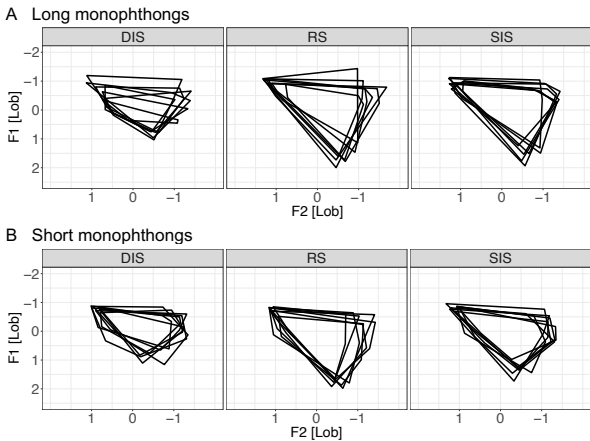 A Long monophthongs
DIS RS SIS
−2
−1
0
1
2
F1 [Lob]
1 0 −1 1 0 −1 1 0 −1
F2 [Lob]
B Short monophthongs
DIS RS SIS
−2
−1
0
1
2
F1 [Lob]
1 0 −1 1 0 −1 1 0 −1
F2 [Lob]